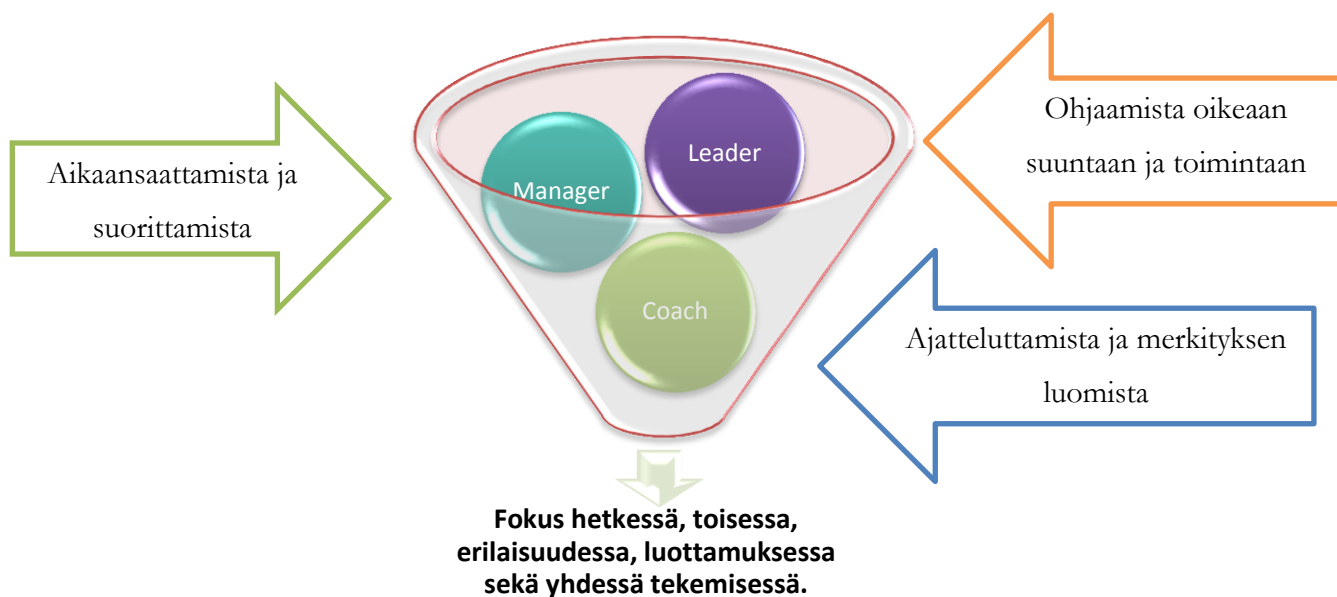 Aikaansaattamista ja
suorittamista
Manager
Leader
Coach
Ohjaamista oikeaan
suuntaan ja toimintaan
Ajatteluttamista ja merkityksen
luomista
Fokus hetkessä, toisessa,
erilaisuudessa, luottamuksessa
sekä yhdessä tekemisessä.